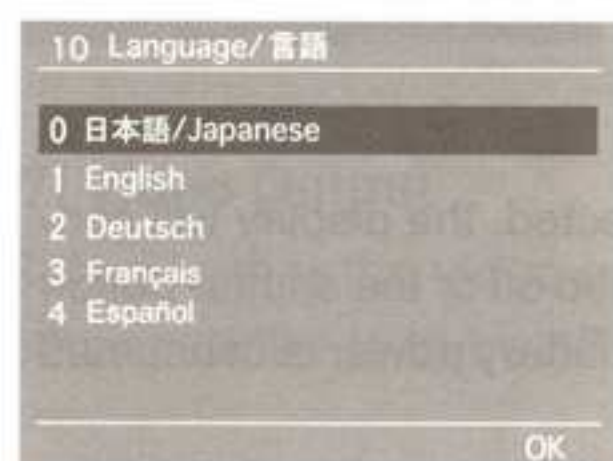 10 Language/言語
0 日本語/Japanese
1 English
2 Deutsch
3 Français
4 Español
OK